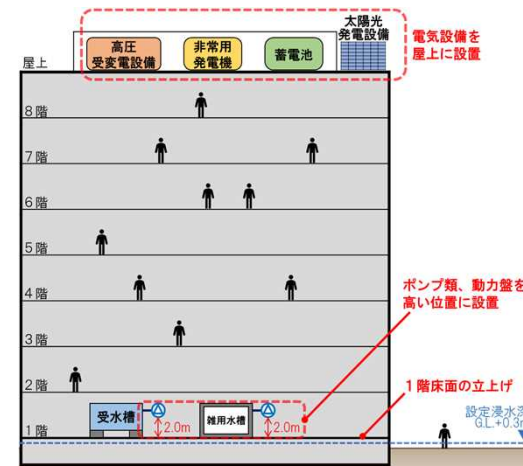 太陽光
発電設備
高圧
受変電設備
非常用
発電機
蓄電池
電気設備を
屋上に設置
屋上
8階
7階
6階
5階
4階
3階
2階
1階
ポンプ類、動力盤を
高い位置に設置
1階床面の立上げ
受水槽
2.0m
雑用水槽
2.0m
設定浸水深
G.L.+0.3m